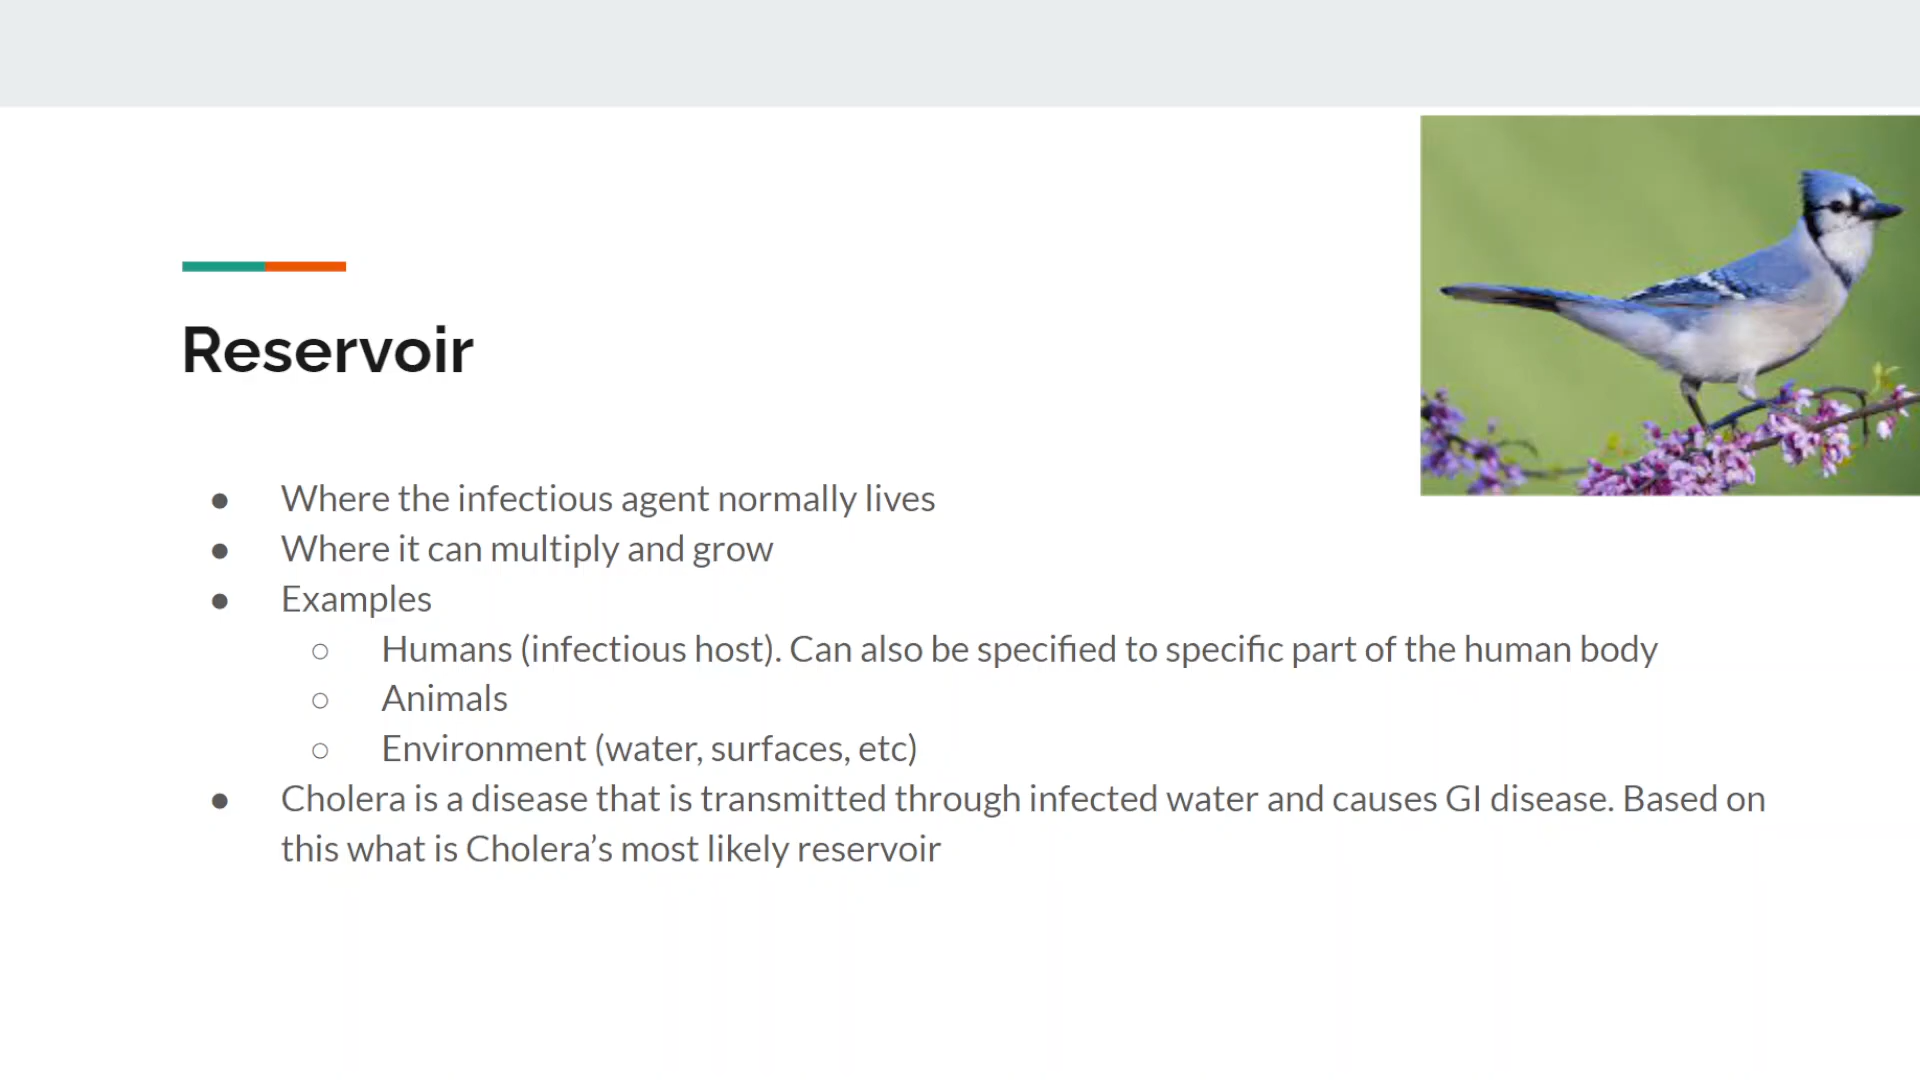 Reservoir
● Where the infectious agent normally lives
● Where it can multiply and grow
● Examples
○ Humans (infectious host). Can also be specified to specific part of the human body
○ Animals
○ Environment (water, surfaces, etc)
● Cholera is a disease that is transmitted through infected water and causes GI disease. Based on
this what is Cholera’s most likely reservoir